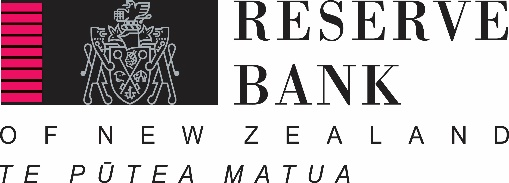 RESERVE
BANK
OF NEW ZEALAND
TE PŪTEA MATUA